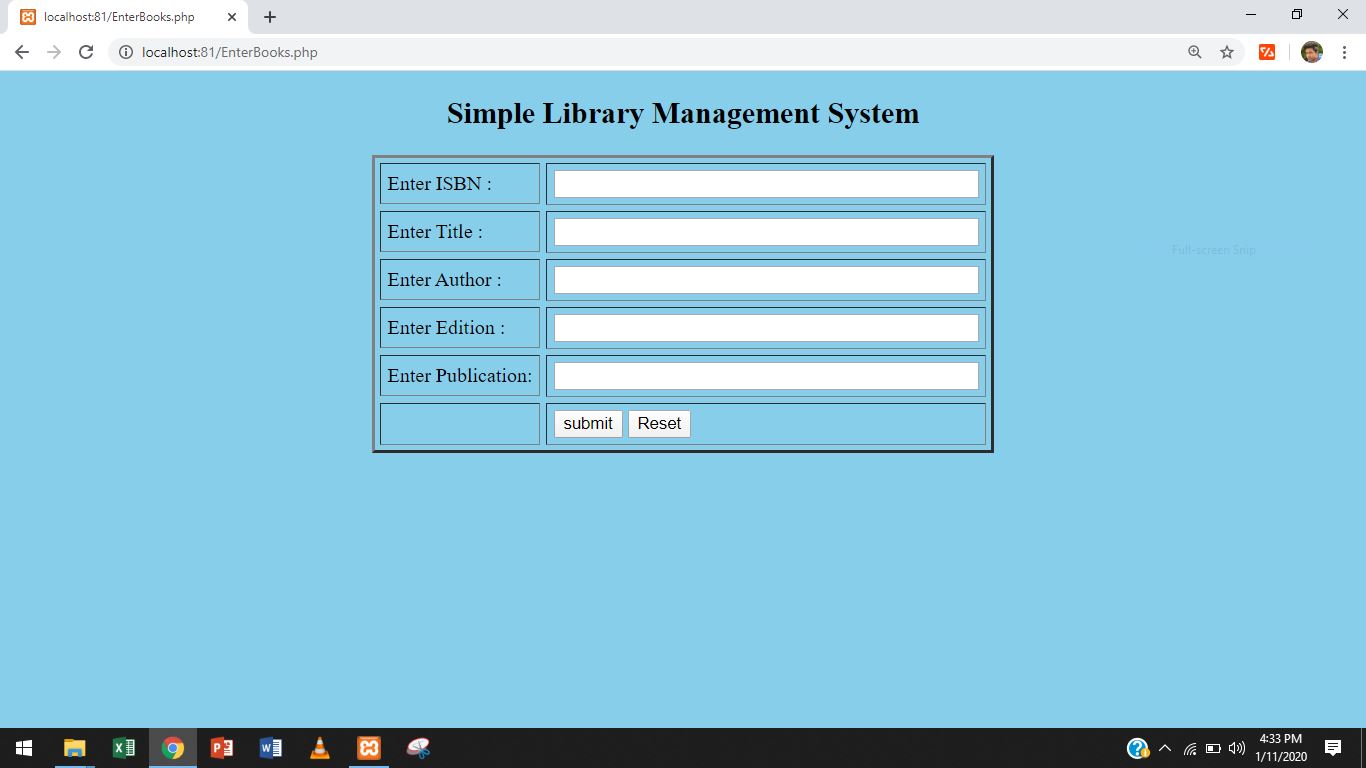 localhost:81/EnterBooks.php
localhost:81/EnterBooks.php
Simple Library Management System
Enter ISBN :
Enter Title :
Full-screen Snip
Enter Author :
Enter Edition :
Enter Publication:
submit Reset
4:33 PM
1/11/2020